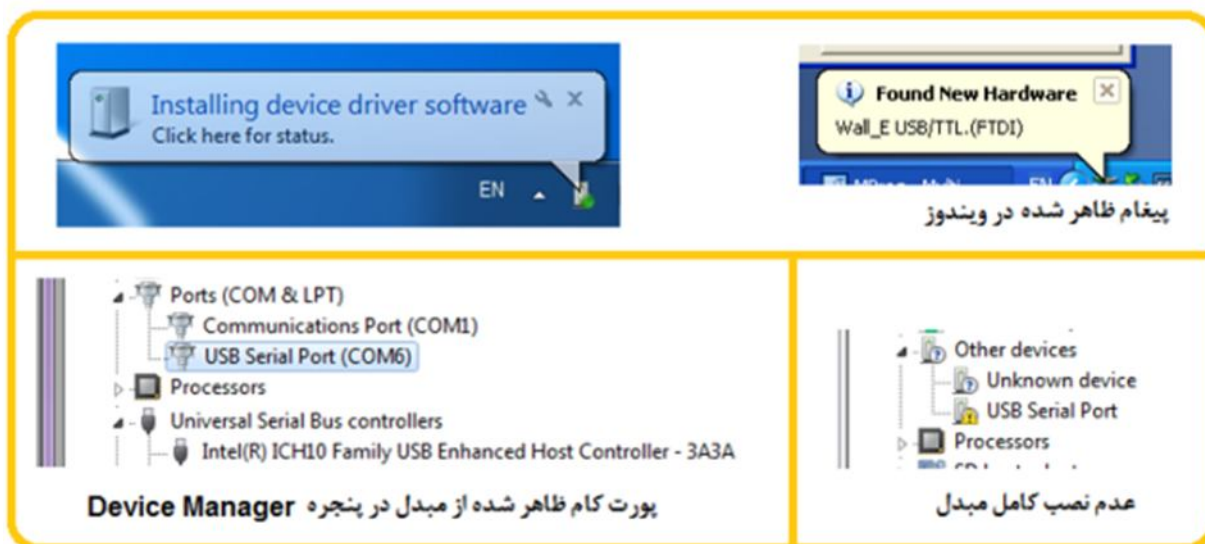 Installing device driver software
Click here for status.
EN
Found New Hardware
Wall_E USB/TTL.(FTDI)
EN
پیغام ظاهر شده در ویندوز
Ports (COM & LPT)
Communications Port (COM1)
USB Serial Port (COM6)
Processors
Universal Serial Bus controllers
Intel(R) ICH10 Family USB Enhanced Host Controller - 3A3A
پورت کام ظاهر شده از مبدل در پنجره Device Manager
Other devices
Unknown device
USB Serial Port
Processors
عدم نصب کامل مبدل